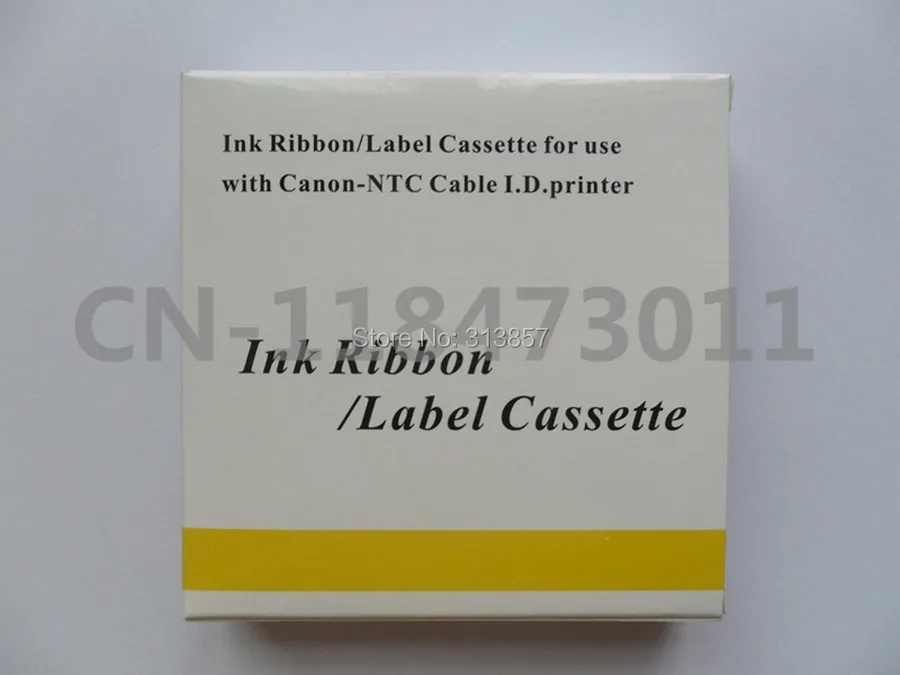 Ink Ribbon/Label Cassette for use
with Canon-NTC Cable I.D.printer
CN-118473011
Store No: 313857
Ink Ribbon
/Label Cassette